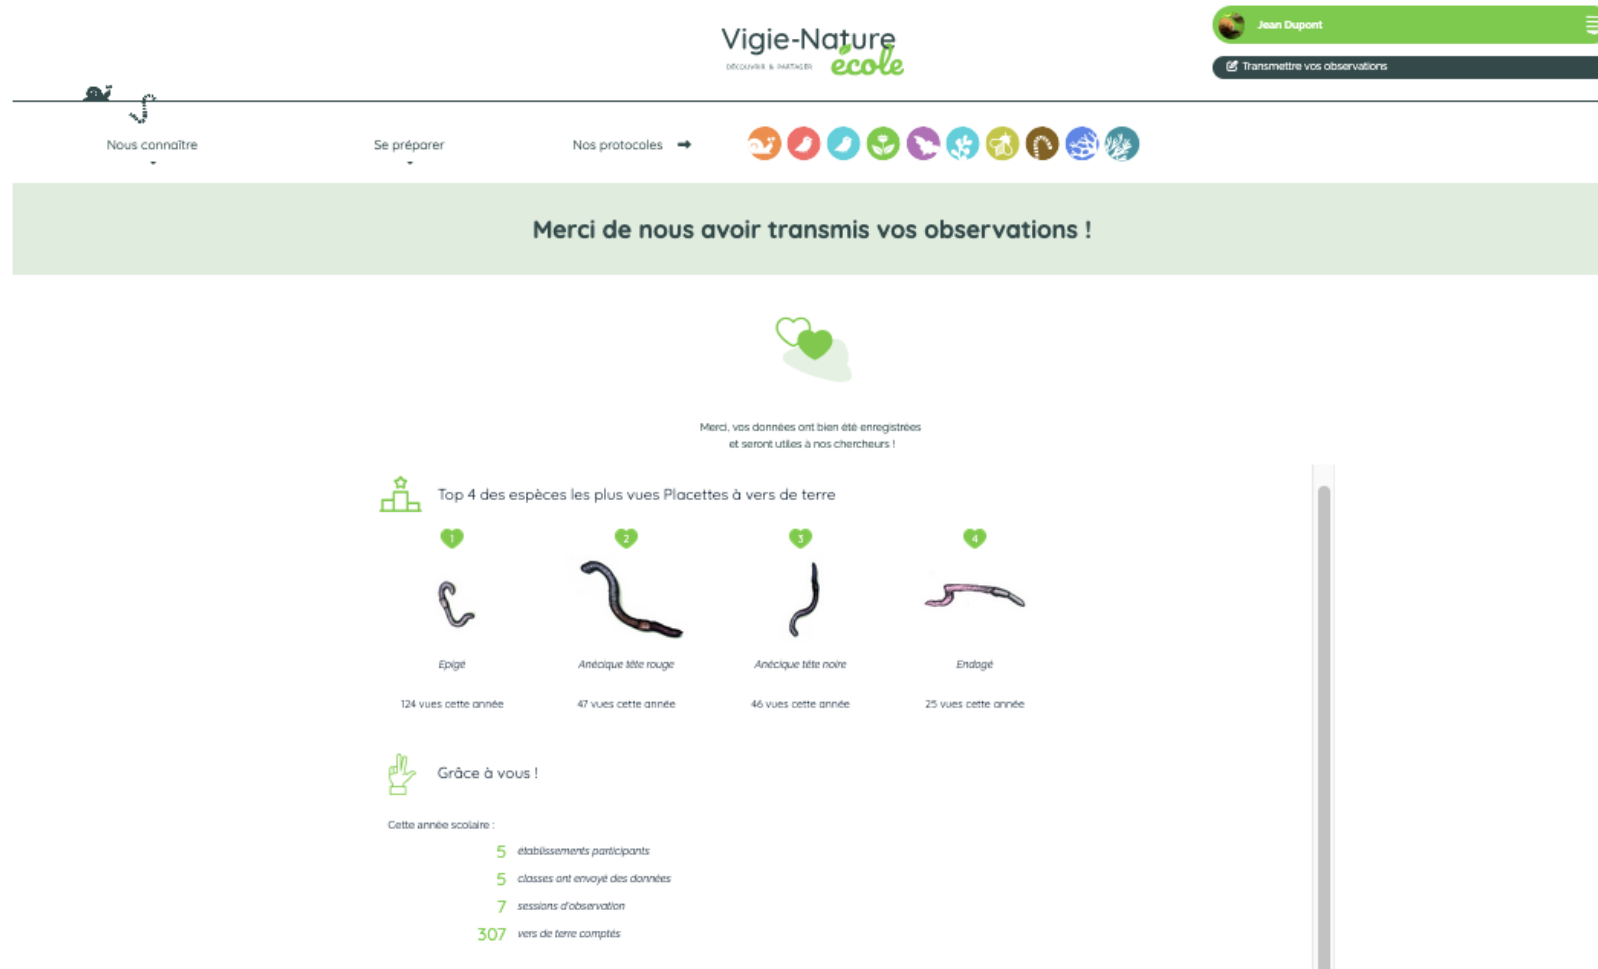 Vigie-Nature
DÉCOUVRIR & PARTAGER école
Jean Dupont
Transmettre vos observations
Nous connaître
Se préparer
Nos protocoles
Merci de nous avoir transmis vos observations !
Merci, vos données ont bien été enregistrées
et seront utiles à nos chercheurs !
Top 4 des espèces les plus vues Placettes à vers de terre
1 2 3 4
Epigé Anécique tête rouge Anécique tête noire Endogé
124 vues cette année 47 vues cette année 46 vues cette année 25 vues cette année
Grâce à vous !
Cette année scolaire :
5 établissements participants
5 classes ont envoyé des données
7 sessions d'observation
307 vers de terre comptés